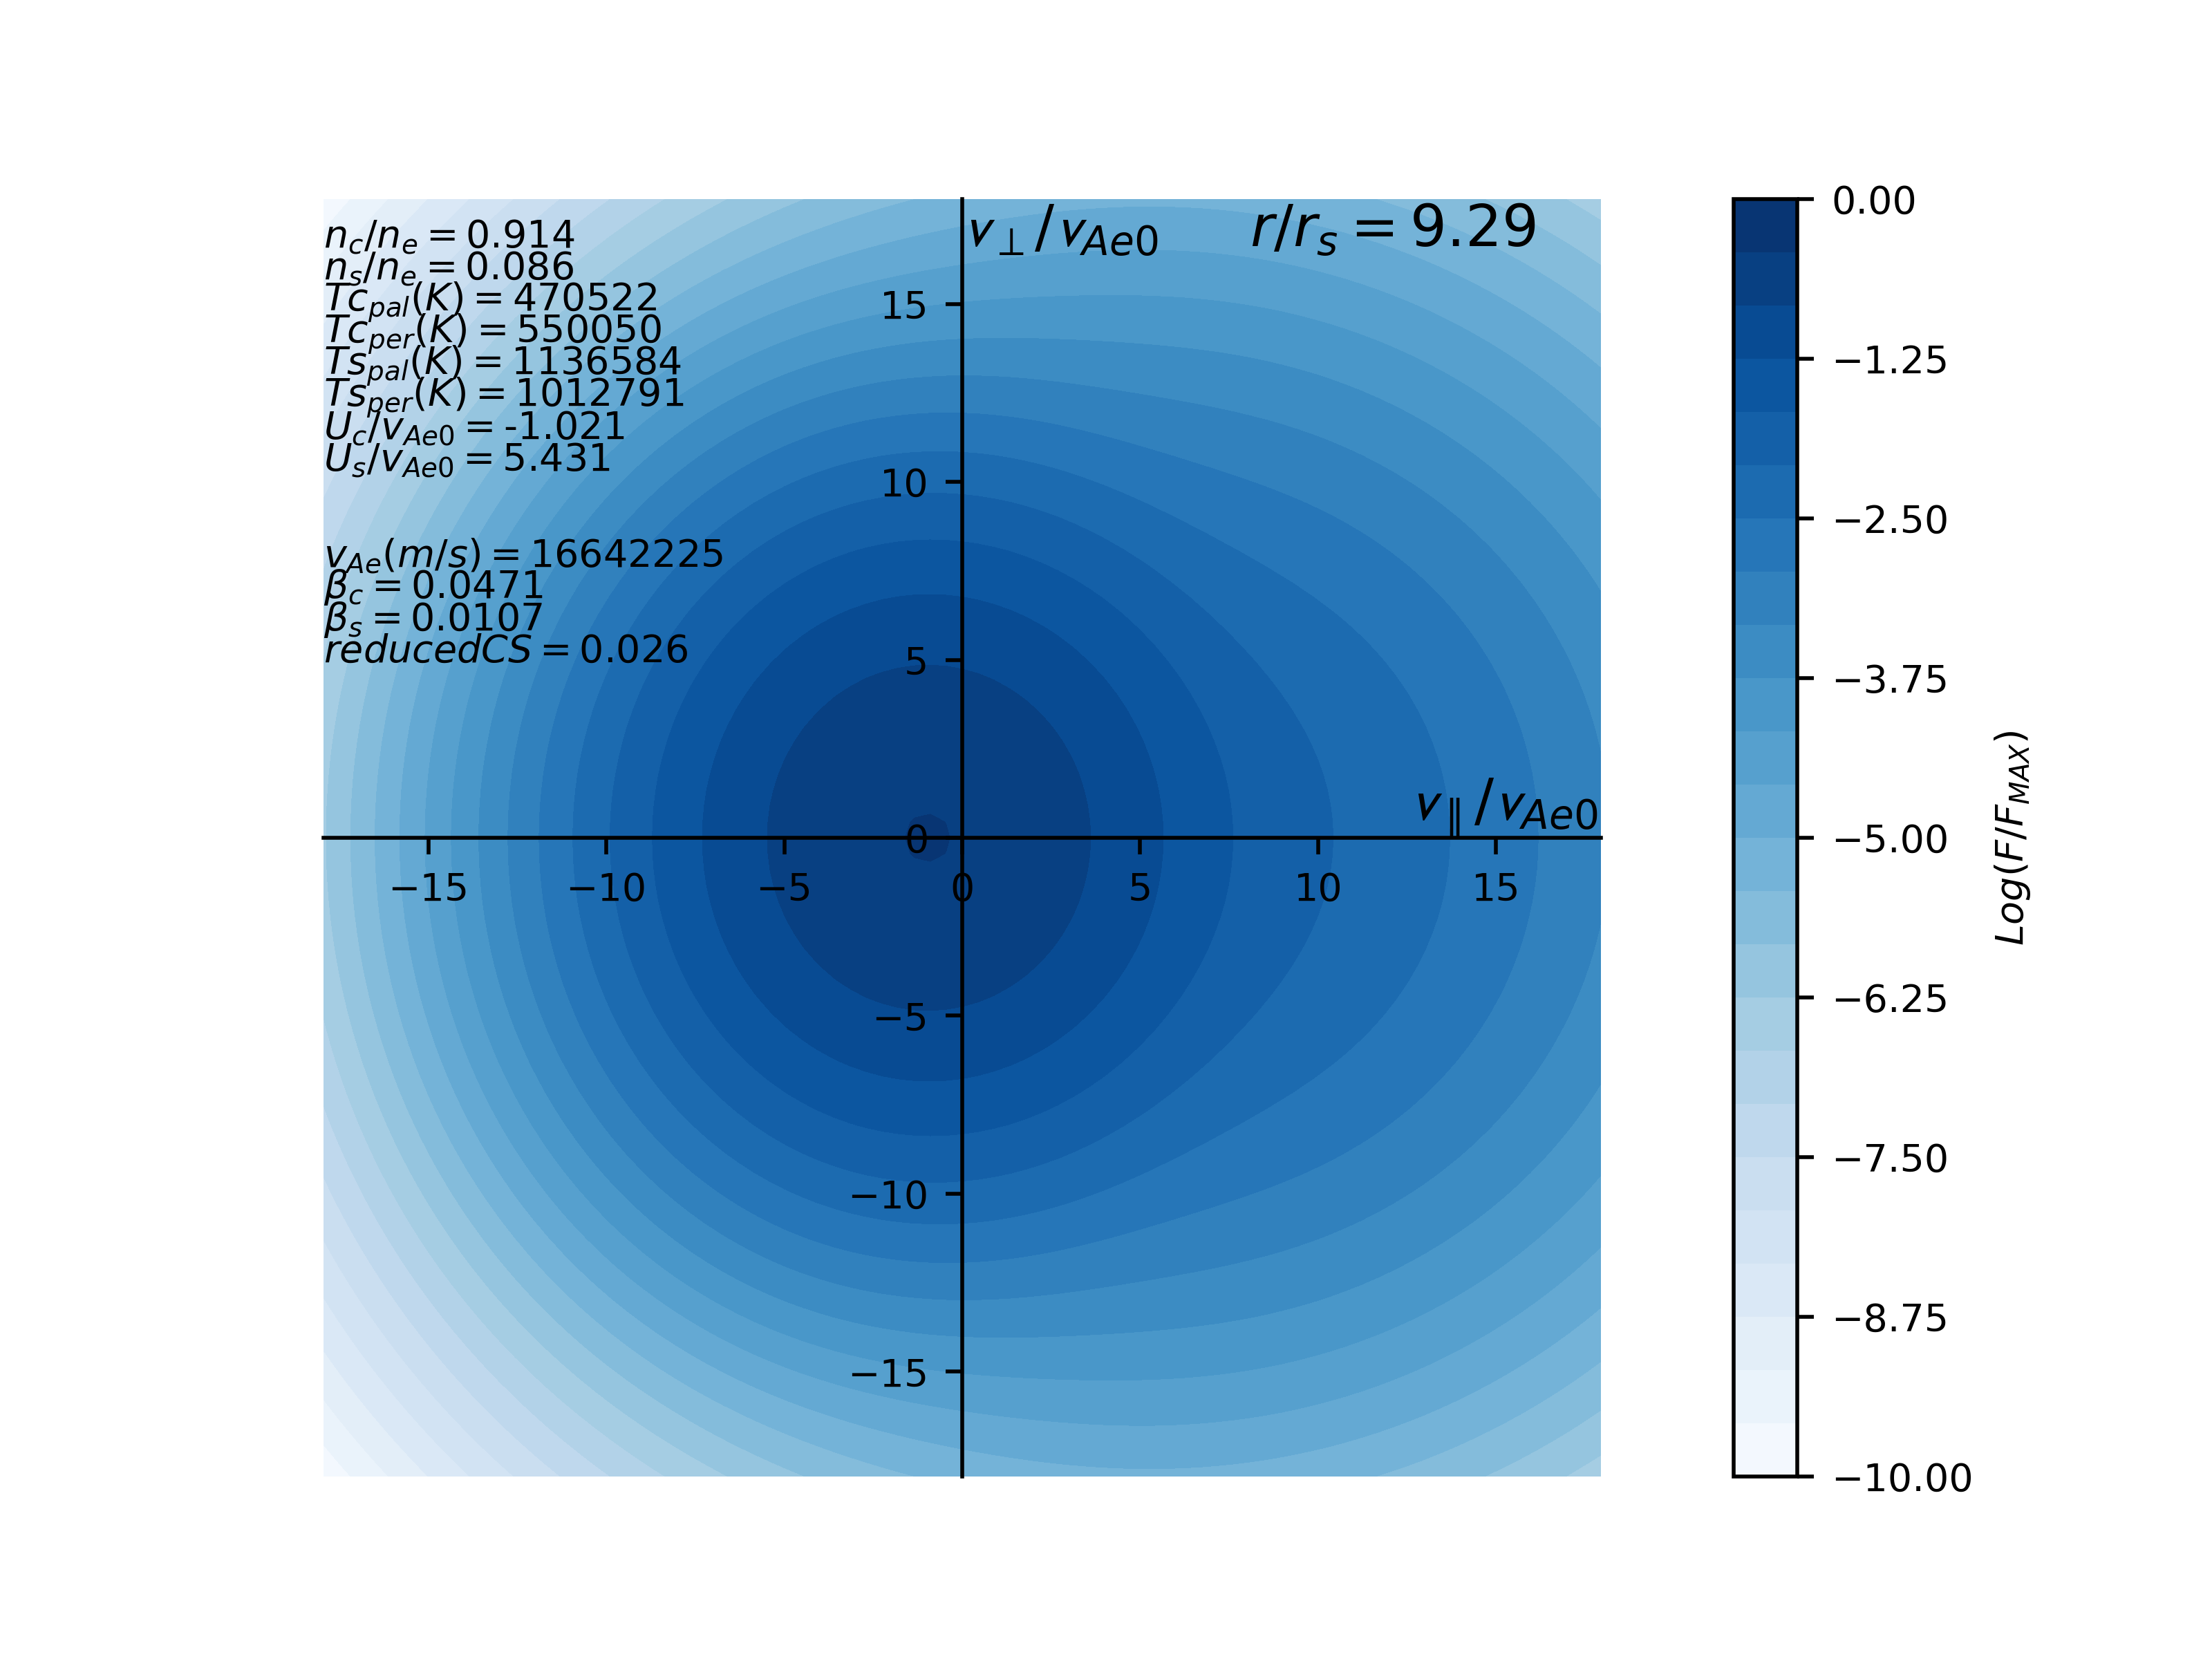 n_c/n_e = 0.914
n_s/n_e = 0.086
Tc_pal(K) = 470522
Tc_per(K) = 550050
Ts_pal(K) = 1136584
Ts_per(K) = 1012791
U_c/v_Ae0 = -1.021
U_s/v_Ae0 = 5.431
v_Ae(m/s) = 16642225
β_c = 0.0471
β_s = 0.0107
reducedCS = 0.026
v_⊥/v_Ae0
r/r_s = 9.29
15
10
5
0
−5
−10
−15
v_∥/v_Ae0
−15
−10
−5
0
5
10
15
0.00
−1.25
−2.50
−3.75
−5.00
−6.25
−7.50
−8.75
−10.00
Log(F/F_MAX)